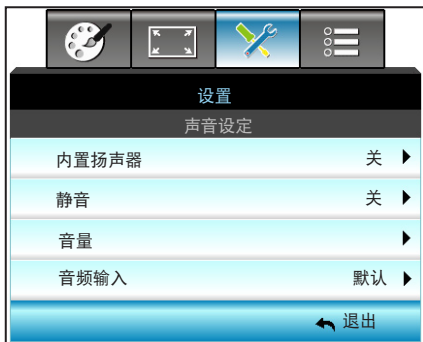 设置
声音设定
内置扬声器 关
静音 关
音量
音频输入 默认
退出